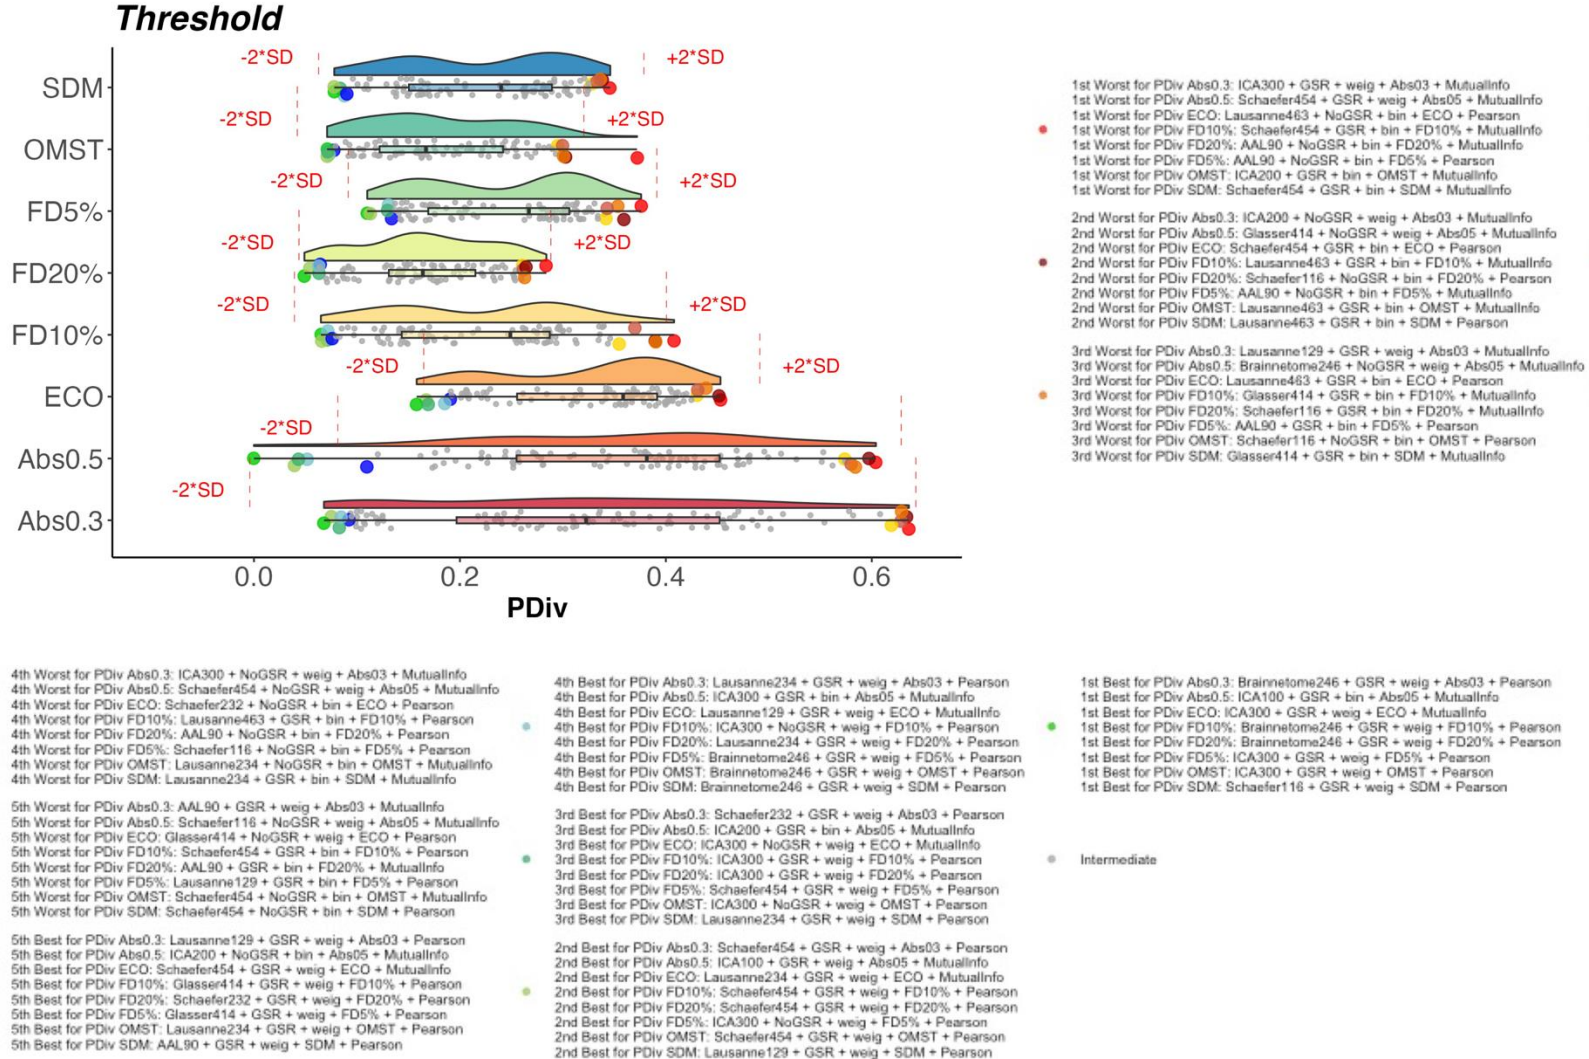 Threshold
-2*SD
+2*SD
SDM
-2*SD
+2*SD
OMST
-2*SD
+2*SD
FD5%
-2*SD
+2*SD
FD20%
-2*SD
+2*SD
FD10%
-2*SD
+2*SD
ECO
-2*SD
Abs0.5
-2*SD
Abs0.3
0.0 0.2 0.4 0.6
PDiv
1st Worst for PDiv Abs0.3: ICA300 + GSR + weig + Abs03 + MutualInfo
1st Worst for PDiv Abs0.5: Schaefer454 + GSR + weig + Abs05 + MutualInfo
1st Worst for PDiv ECO: Lausanne463 + NoGSR + bin + ECO + Pearson
1st Worst for PDiv FD10%: Schaefer454 + GSR + bin + FD10% + MutualInfo
1st Worst for PDiv FD20%: AAL90 + NoGSR + bin + FD20% + MutualInfo
1st Worst for PDiv FD5%: AAL90 + NoGSR + bin + FD5% + Pearson
1st Worst for PDiv OMST: ICA200 + GSR + bin + OMST + MutualInfo
1st Worst for PDiv SDM: Schaefer454 + GSR + bin + SDM + MutualInfo
2nd Worst for PDiv Abs0.3: ICA200 + NoGSR + weig + Abs03 + MutualInfo
2nd Worst for PDiv Abs0.5: Glasser414 + NoGSR + weig + Abs05 + MutualInfo
2nd Worst for PDiv ECO: Schaefer454 + GSR + bin + ECO + Pearson
2nd Worst for PDiv FD10%: Lausanne463 + GSR + bin + FD10% + MutualInfo
2nd Worst for PDiv FD20%: Schaefer116 + NoGSR + bin + FD20% + Pearson
2nd Worst for PDiv FD5%: AAL90 + NoGSR + bin + FD5% + MutualInfo
2nd Worst for PDiv OMST: Lausanne463 + GSR + bin + OMST + MutualInfo
2nd Worst for PDiv SDM: Lausanne463 + GSR + bin + SDM + Pearson
3rd Worst for PDiv Abs0.3: Lausanne129 + GSR + weig + Abs03 + MutualInfo
3rd Worst for PDiv Abs0.5: Brainnetome246 + NoGSR + weig + Abs05 + MutualInfo
3rd Worst for PDiv ECO: Lausanne463 + GSR + bin + ECO + Pearson
3rd Worst for PDiv FD10%: Glasser414 + GSR + bin + FD10% + MutualInfo
3rd Worst for PDiv FD20%: Schaefer116 + GSR + bin + FD20% + MutualInfo
3rd Worst for PDiv FD5%: AAL90 + GSR + bin + FD5% + Pearson
3rd Worst for PDiv OMST: Schaefer116 + NoGSR + bin + OMST + Pearson
3rd Worst for PDiv SDM: Glasser414 + GSR + bin + SDM + MutualInfo
4th Worst for PDiv Abs0.3: ICA300 + NoGSR + weig + Abs03 + MutualInfo
4th Worst for PDiv Abs0.5: Schaefer454 + NoGSR + weig + Abs05 + MutualInfo
4th Worst for PDiv ECO: Schaefer232 + NoGSR + bin + ECO + Pearson
4th Worst for PDiv FD10%: Lausanne463 + GSR + bin + FD10% + Pearson
4th Worst for PDiv FD20%: AAL90 + NoGSR + bin + FD20% + Pearson
4th Worst for PDiv FD5%: Schaefer116 + NoGSR + bin + FD5% + Pearson
4th Worst for PDiv OMST: Lausanne234 + NoGSR + bin + OMST + MutualInfo
4th Worst for PDiv SDM: Lausanne234 + GSR + bin + SDM + MutualInfo
5th Worst for PDiv Abs0.3: AAL90 + GSR + weig + Abs03 + MutualInfo
5th Worst for PDiv Abs0.5: Schaefer116 + NoGSR + weig + Abs05 + MutualInfo
5th Worst for PDiv ECO: Glasser414 + NoGSR + weig + ECO + Pearson
5th Worst for PDiv FD10%: Schaefer454 + GSR + bin + FD10% + Pearson
5th Worst for PDiv FD20%: AAL90 + GSR + bin + FD20% + MutualInfo
5th Worst for PDiv FD5%: Lausanne129 + GSR + bin + FD5% + Pearson
5th Worst for PDiv OMST: Schaefer454 + NoGSR + bin + OMST + MutualInfo
5th Worst for PDiv SDM: Schaefer454 + NoGSR + bin + SDM + Pearson
5th Best for PDiv Abs0.3: Lausanne129 + GSR + weig + Abs03 + Pearson
5th Best for PDiv Abs0.5: ICA200 + NoGSR + bin + Abs05 + MutualInfo
5th Best for PDiv ECO: Schaefer454 + GSR + weig + ECO + MutualInfo
5th Best for PDiv FD10%: Glasser414 + GSR + weig + FD10% + Pearson
5th Best for PDiv FD20%: Schaefer232 + GSR + weig + FD20% + Pearson
5th Best for PDiv FD5%: Glasser414 + GSR + weig + FD5% + Pearson
5th Best for PDiv OMST: Lausanne234 + GSR + weig + OMST + Pearson
5th Best for PDiv SDM: AAL90 + GSR + weig + SDM + Pearson
4th Best for PDiv Abs0.3: Lausanne234 + GSR + weig + Abs03 + Pearson
4th Best for PDiv Abs0.5: ICA300 + GSR + bin + Abs05 + MutualInfo
4th Best for PDiv ECO: Lausanne129 + GSR + weig + ECO + MutualInfo
4th Best for PDiv FD10%: ICA300 + NoGSR + weig + FD10% + Pearson
4th Best for PDiv FD20%: Lausanne234 + GSR + weig + FD20% + Pearson
4th Best for PDiv FD5%: Brainnetome246 + GSR + weig + FD5% + Pearson
4th Best for PDiv OMST: Brainnetome246 + GSR + weig + OMST + Pearson
4th Best for PDiv SDM: Brainnetome246 + GSR + weig + SDM + Pearson
3rd Best for PDiv Abs0.3: Schaefer232 + GSR + weig + Abs03 + Pearson
3rd Best for PDiv Abs0.5: ICA200 + GSR + bin + Abs05 + MutualInfo
3rd Best for PDiv ECO: ICA300 + NoGSR + weig + ECO + MutualInfo
3rd Best for PDiv FD10%: ICA300 + GSR + weig + FD10% + Pearson
3rd Best for PDiv FD20%: ICA300 + GSR + weig + FD20% + Pearson
3rd Best for PDiv FD5%: Schaefer454 + GSR + weig + FD5% + Pearson
3rd Best for PDiv OMST: ICA300 + NoGSR + weig + OMST + Pearson
3rd Best for PDiv SDM: Lausanne234 + GSR + weig + SDM + Pearson
2nd Best for PDiv Abs0.3: Schaefer454 + GSR + weig + Abs03 + Pearson
2nd Best for PDiv Abs0.5: ICA100 + GSR + weig + Abs05 + MutualInfo
2nd Best for PDiv ECO: Lausanne234 + GSR + weig + ECO + MutualInfo
2nd Best for PDiv FD10%: Schaefer454 + GSR + weig + FD10% + Pearson
2nd Best for PDiv FD20%: Schaefer454 + GSR + weig + FD20% + Pearson
2nd Best for PDiv FD5%: ICA300 + NoGSR + weig + FD5% + Pearson
2nd Best for PDiv OMST: Schaefer454 + GSR + weig + OMST + Pearson
2nd Best for PDiv SDM: Lausanne129 + GSR + weig + SDM + Pearson
1st Best for PDiv Abs0.3: Brainnetome246 + GSR + weig + Abs03 + Pearson
1st Best for PDiv Abs0.5: ICA100 + GSR + bin + Abs05 + MutualInfo
1st Best for PDiv ECO: ICA300 + GSR + weig + ECO + MutualInfo
1st Best for PDiv FD10%: Brainnetome246 + GSR + weig + FD10% + Pearson
1st Best for PDiv FD20%: Brainnetome246 + GSR + weig + FD20% + Pearson
1st Best for PDiv FD5%: ICA300 + GSR + weig + FD5% + Pearson
1st Best for PDiv OMST: ICA300 + GSR + weig + OMST + Pearson
1st Best for PDiv SDM: Schaefer116 + GSR + weig + SDM + Pearson
Intermediate